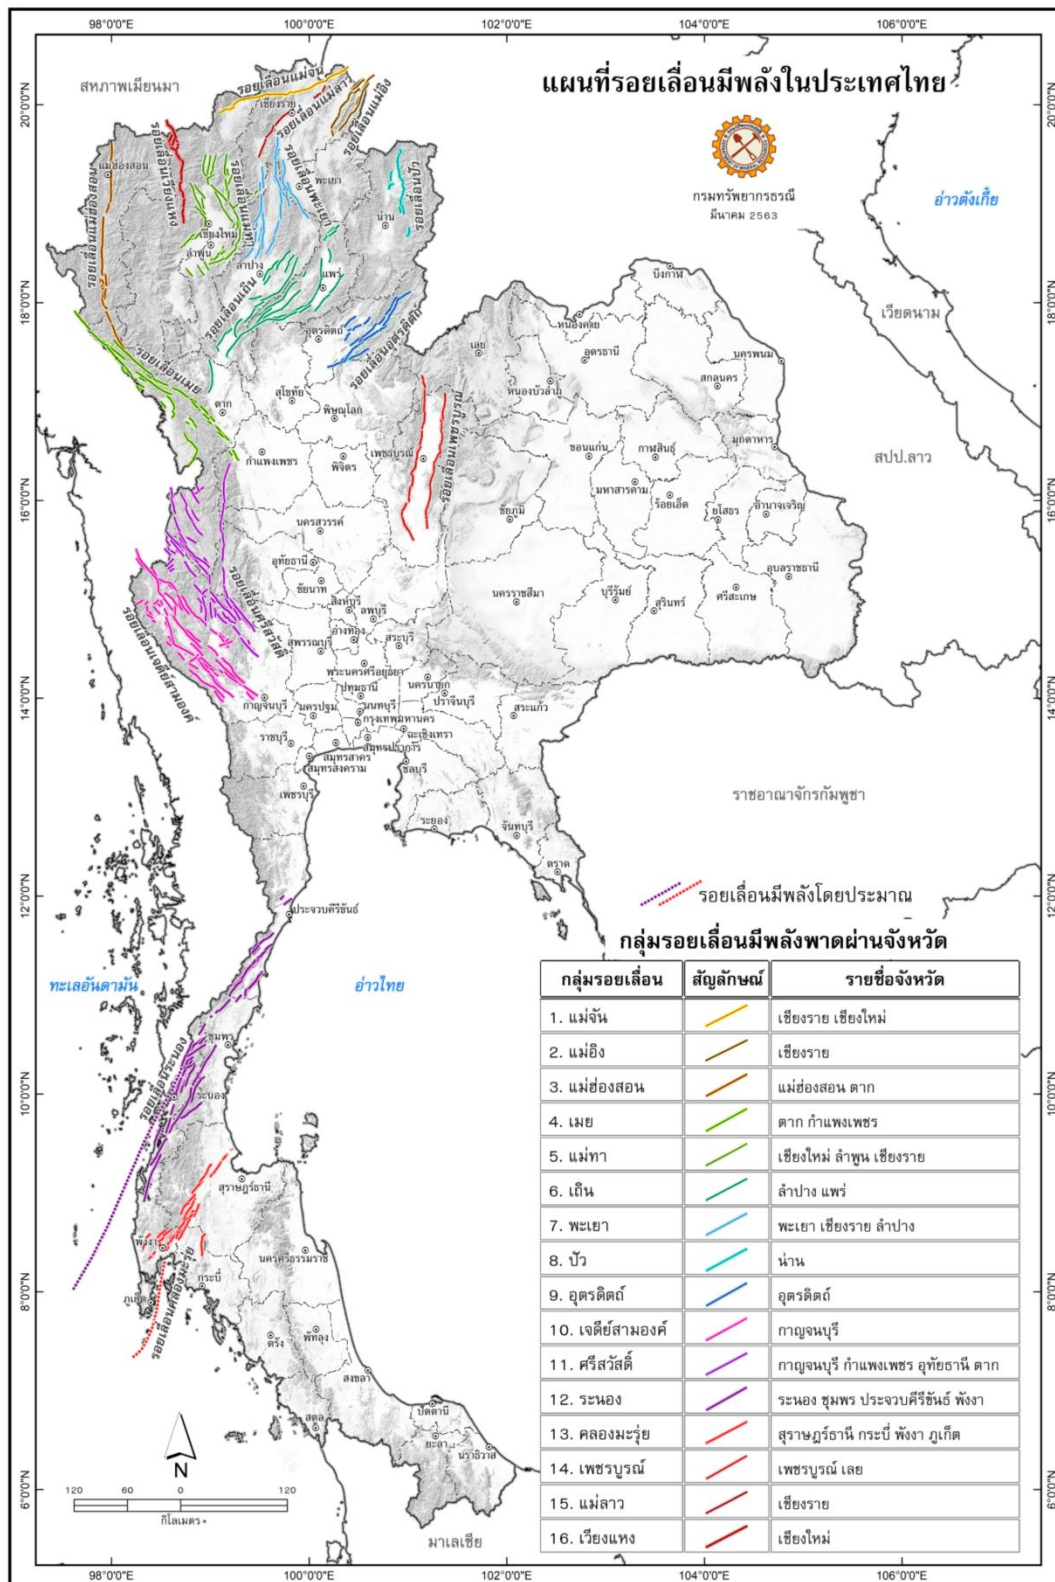 98°0'0"E
100°0'0"E
102°0'0"E
104°0'0"E
106°0'0"E
แผนที่รอยเลื่อนมีพลังในประเทศไทย
กรมทรัพยากรธรณี
มีนาคม 2563
20°0'0"N
20°0'0"N
18°0'0"N
18°0'0"N
16°0'0"N
16°0'0"N
14°0'0"N
14°0'0"N
12°0'0"N
12°0'0"N
10°0'0"N
10°0'0"N
8°0'0"N
8°0'0"N
6°0'0"N
6°0'0"N
สหภาพเมียนมา
อ่าวตังเกี๋ย
เวียดนาม
สปป.ลาว
ราชอาณาจักรกัมพูชา
ทะเลอันดามัน
อ่าวไทย
มาเลเซีย
รอยเลื่อนแม่จัน
เชียงราย
รอยเลื่อนแม่ลาว
รอยเลื่อนแม่อิง
แม่ฮ่องสอน
รอยเลื่อนแม่ฮ่องสอน
รอยเลื่อนเวียงแหง
รอยเลื่อนแม่ทา
รอยเลื่อนพะเยา
พะเยา
น่าน
รอยเลื่อนปัว
เชียงใหม่
ลำพูน
ลำปาง
แพร่
รอยเลื่อนเถิน
อุตรดิตถ์
รอยเลื่อนอุตรดิตถ์
รอยเลื่อนเมย
ตาก
สุโขทัย
พิษณุโลก
กำแพงเพชร
พิจิตร
เพชรบูรณ์
รอยเลื่อนเพชรบูรณ์
เลย
หนองคาย
บึงกาฬ
อุดรธานี
หนองบัวลำภู
สกลนคร
นครพนม
มุกดาหาร
ขอนแก่น
กาฬสินธุ์
มหาสารคาม
ร้อยเอ็ด
ยโสธร
อำนาจเจริญ
ชัยภูมิ
อุบลราชธานี
นครราชสีมา
บุรีรัมย์
สุรินทร์
ศรีสะเกษ
นครสวรรค์
อุทัยธานี
ชัยนาท
สิงห์บุรี
ลพบุรี
อ่างทอง
สุพรรณบุรี
สระบุรี
พระนครศรีอยุธยา
ปทุมธานี
นครนายก
ปราจีนบุรี
นนทบุรี
นครปฐม
กาญจนบุรี
กรุงเทพมหานคร
ฉะเชิงเทรา
สระแก้ว
ราชบุรี
สมุทรปราการ
สมุทรสาคร
สมุทรสงคราม
ชลบุรี
เพชรบุรี
ระยอง
จันทบุรี
ตราด
รอยเลื่อนศรีสวัสดิ์
รอยเลื่อนเจดีย์สามองค์
ประจวบคีรีขันธ์
ชุมพร
ระนอง
รอยเลื่อนระนอง
สุราษฎร์ธานี
พังงา
กระบี่
ภูเก็ต
รอยเลื่อนคลองมะรุ่ย
นครศรีธรรมราช
ตรัง
พัทลุง
สงขลา
สตูล
ปัตตานี
ยะลา
นราธิวาส
N
120 60 0 120
กิโลเมตร
รอยเลื่อนมีพลังโดยประมาณ
กลุ่มรอยเลื่อนมีพลังพาดผ่านจังหวัด
กลุ่มรอยเลื่อน สัญลักษณ์ รายชื่อจังหวัด
1. แม่จัน เชียงราย เชียงใหม่
2. แม่อิง เชียงราย
3. แม่ฮ่องสอน แม่ฮ่องสอน ตาก
4. เมย ตาก กำแพงเพชร
5. แม่ทา เชียงใหม่ ลำพูน เชียงราย
6. เถิน ลำปาง แพร่
7. พะเยา พะเยา เชียงราย ลำปาง
8. ปัว น่าน
9. อุตรดิตถ์ อุตรดิตถ์
10. เจดีย์สามองค์ กาญจนบุรี
11. ศรีสวัสดิ์ กาญจนบุรี กำแพงเพชร อุทัยธานี ตาก
12. ระนอง ระนอง ชุมพร ประจวบคีรีขันธ์ พังงา
13. คลองมะรุ่ย สุราษฎร์ธานี กระบี่ พังงา ภูเก็ต
14. เพชรบูรณ์ เพชรบูรณ์ เลย
15. แม่ลาว เชียงราย
16. เวียงแหง เชียงใหม่
98°0'0"E
100°0'0"E
102°0'0"E
104°0'0"E
106°0'0"E